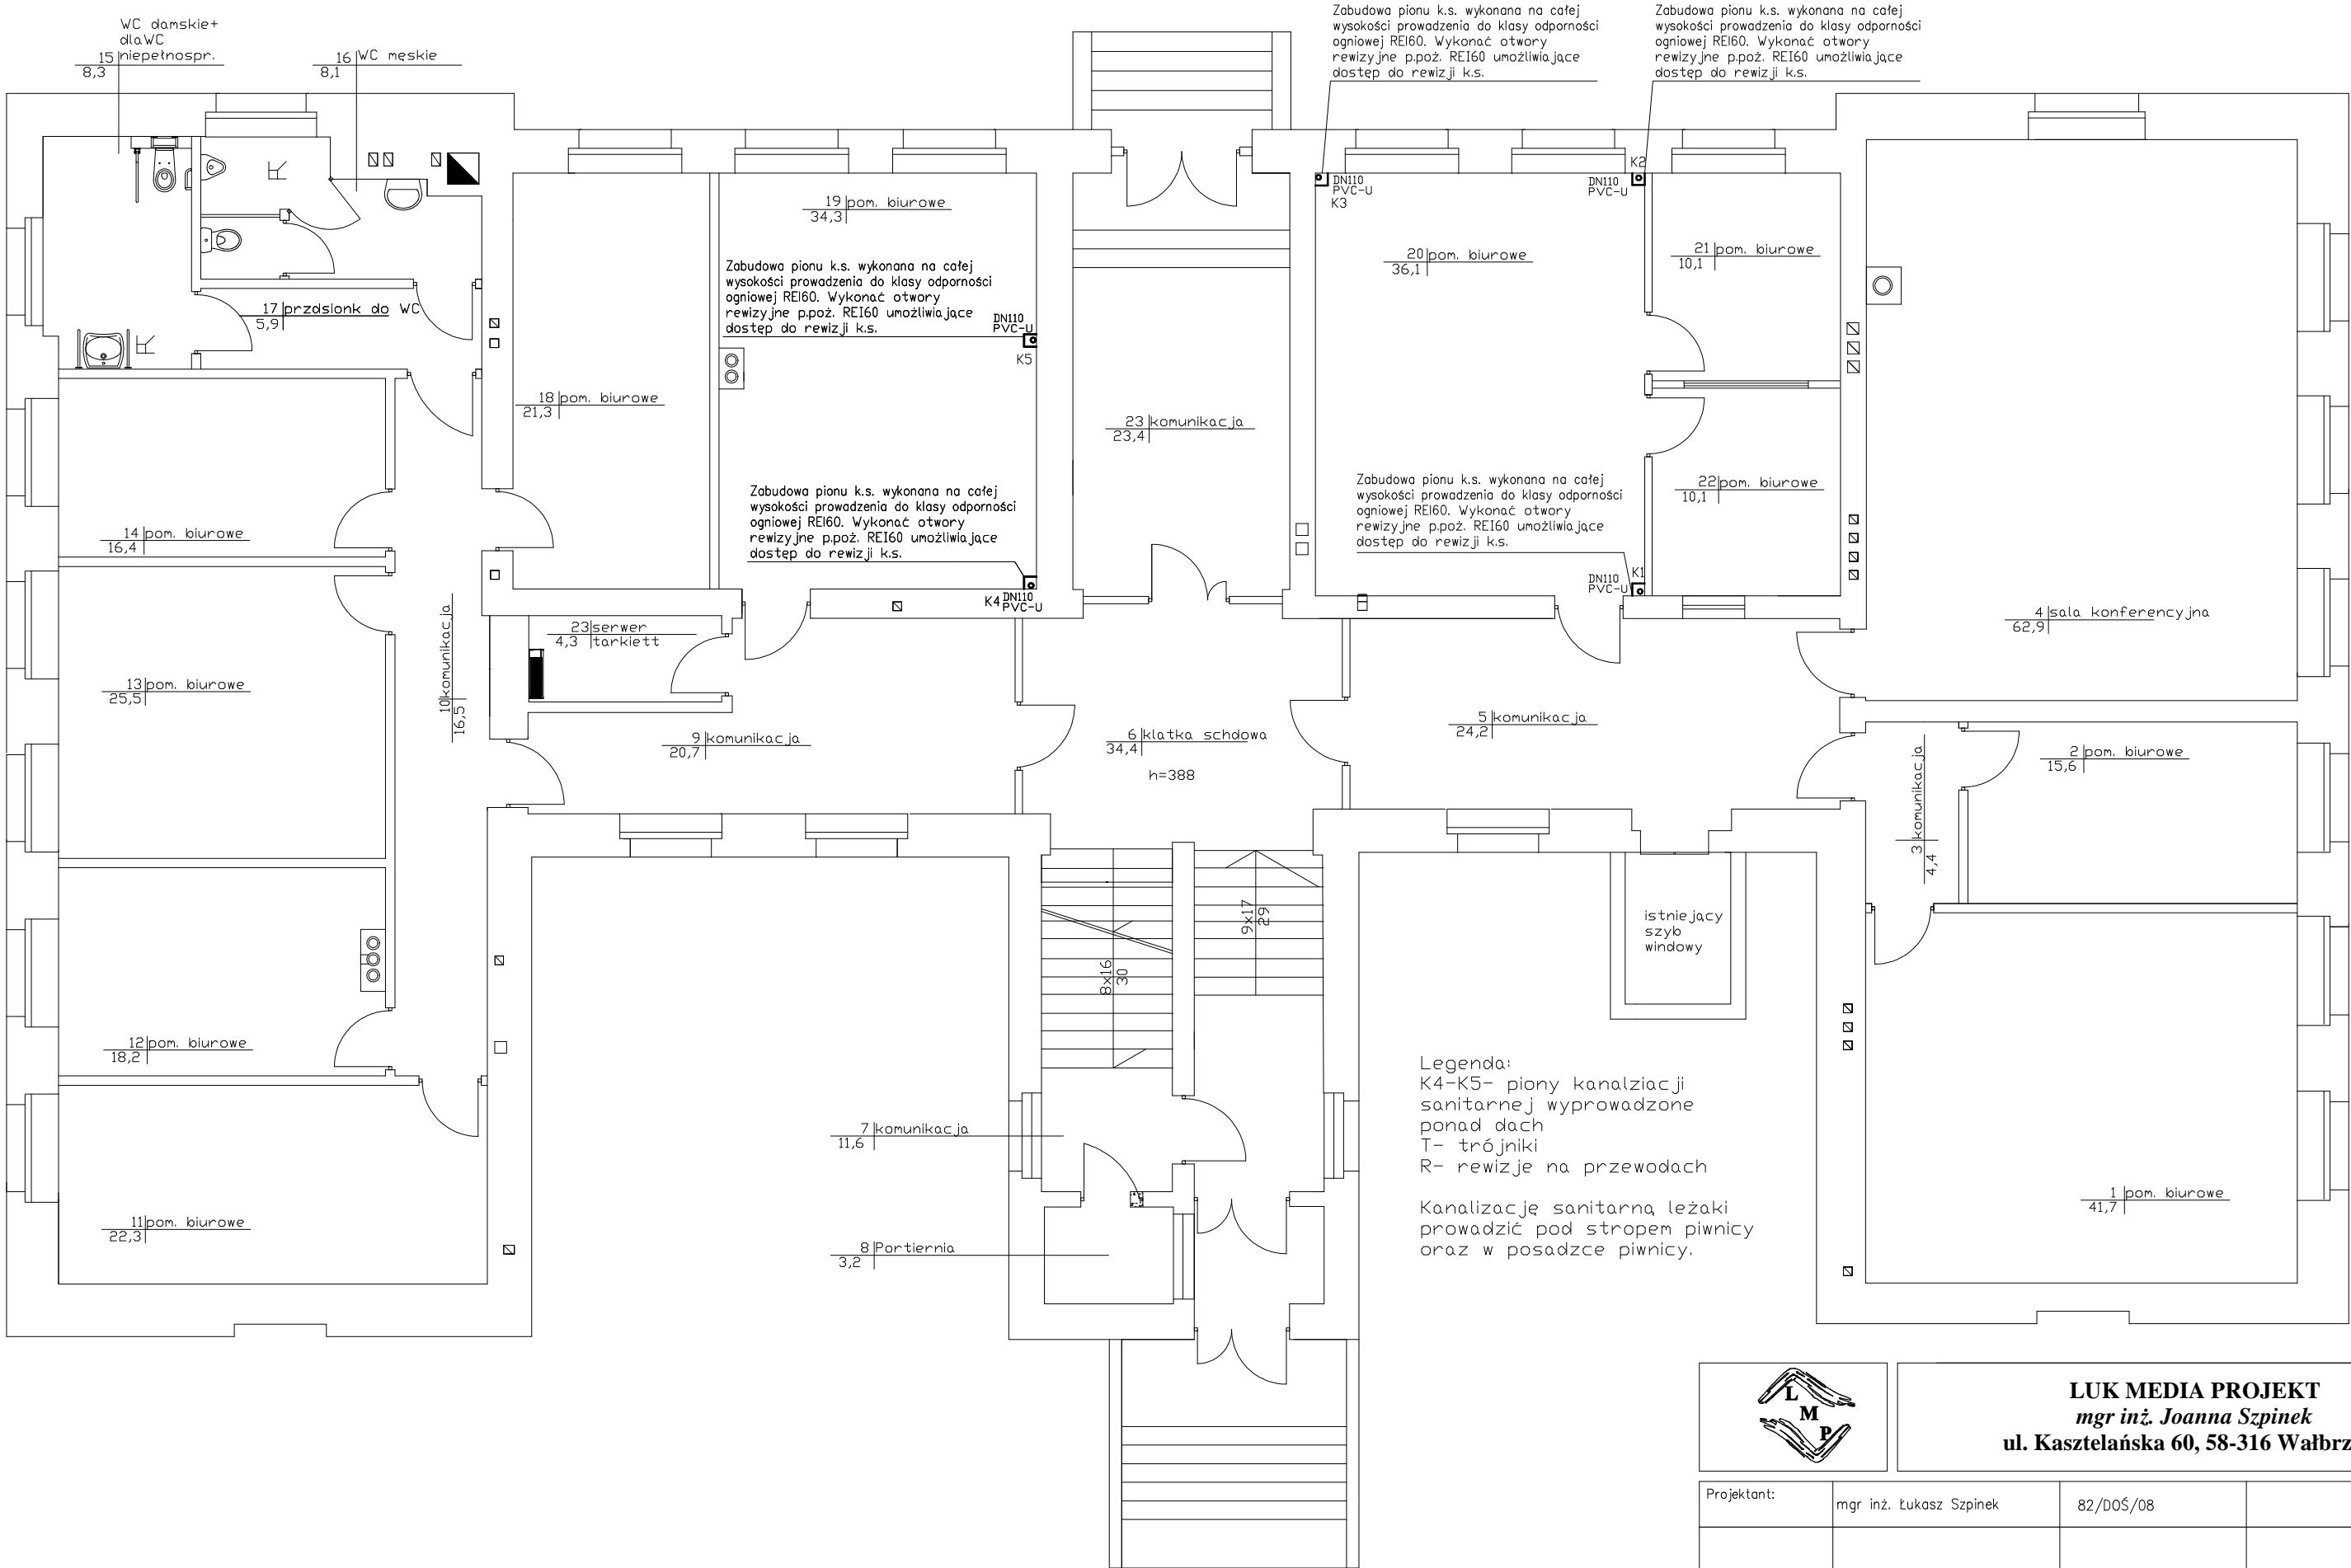 WC damskie+
dlaWC
15 niepełnospr.
8,3
16 WC męskie
8,1
Zabudowa pionu k.s. wykonana na całej
wysokości prowadzenia do klasy odporności
ogniowej REI60. Wykonać otwory
rewizyjne p.poż. REI60 umożliwiające
dostęp do rewizji k.s.
Zabudowa pionu k.s. wykonana na całej
wysokości prowadzenia do klasy odporności
ogniowej REI60. Wykonać otwory
rewizyjne p.poż. REI60 umożliwiające
dostęp do rewizji k.s.
DN110
PVC-U
K3
K2
DN110
PVC-U
19 pom. biurowe
34,3
20 pom. biurowe
36,1
21 pom. biurowe
10,1
Zabudowa pionu k.s. wykonana na całej
wysokości prowadzenia do klasy odporności
ogniowej REI60. Wykonać otwory
rewizyjne p.poż. REI60 umożliwiające
dostęp do rewizji k.s.
DN110
PVC-U
K5
17 przdsionk do WC
5,9
18 pom. biurowe
21,3
23 komunikacja
23,4
Zabudowa pionu k.s. wykonana na całej
wysokości prowadzenia do klasy odporności
ogniowej REI60. Wykonać otwory
rewizyjne p.poż. REI60 umożliwiające
dostęp do rewizji k.s.
K4 DN110
PVC-U
Zabudowa pionu k.s. wykonana na całej
wysokości prowadzenia do klasy odporności
ogniowej REI60. Wykonać otwory
rewizyjne p.poż. REI60 umożliwiające
dostęp do rewizji k.s.
K1
DN110
PVC-U
22 pom. biurowe
10,1
14 pom. biurowe
16,4
23 serwer
4,3 tarkiett
4 sala konferencyjna
62,9
13 pom. biurowe
25,5
10 komunikacja
16,5
9 komunikacja
20,7
6 klatka schdowa
34,4
h=388
5 komunikacja
24,2
3 komunikacja
4,4
2 pom. biurowe
15,6
9x17
29
8x16
30
istniejący
szyb
windowy
12 pom. biurowe
18,2
7 komunikacja
11,6
8 Portiernia
3,2
11 pom. biurowe
22,3
1 pom. biurowe
41,7
Legenda:
K4-K5- piony kanalziacji
sanitarnej wyprowadzone
ponad dach
T- trójniki
R- rewizje na przewodach
Kanalizację sanitarną leżaki
prowadzić pod stropem piwnicy
oraz w posadzce piwnicy.
L
M
P
LUK MEDIA PROJEKT
mgr inż. Joanna Szpinek
ul. Kasztelańska 60, 58-316 Wałbrz
Projektant:
mgr inż. Łukasz Szpinek
82/DOŚ/08